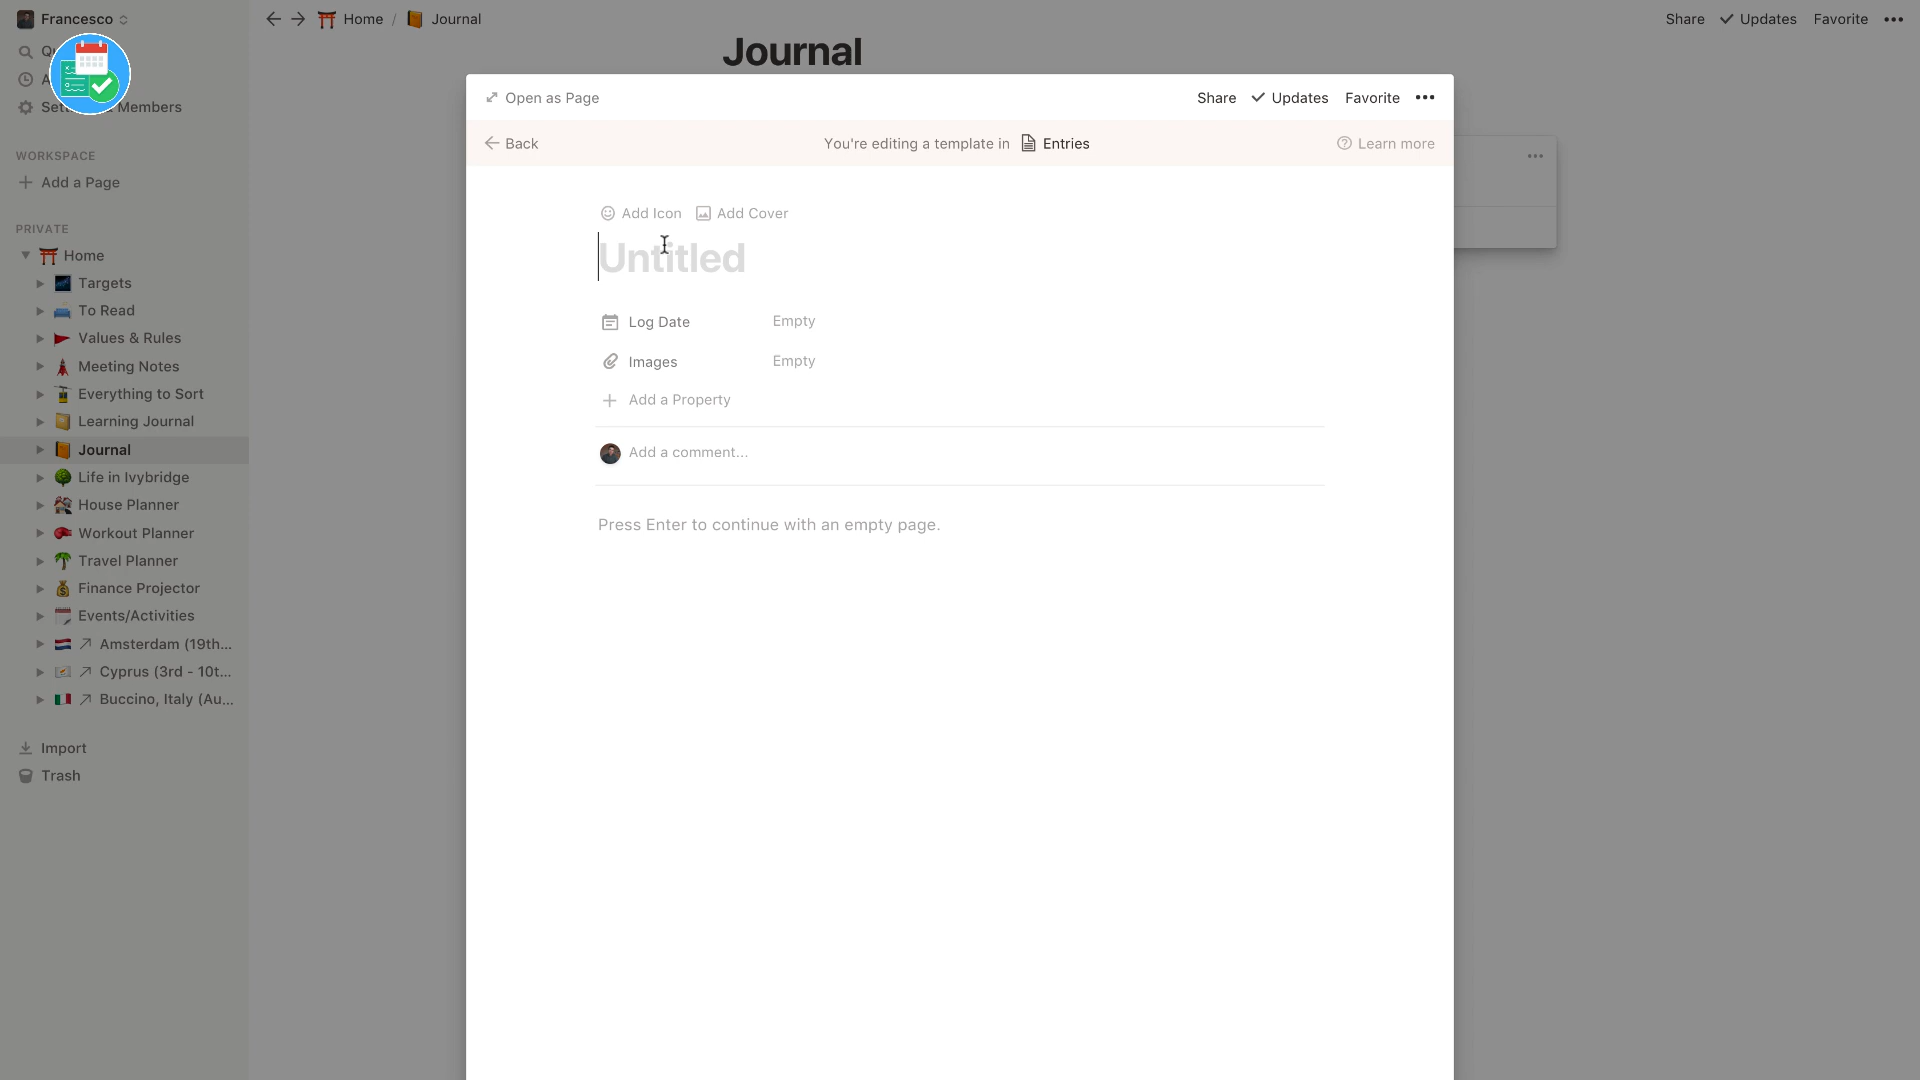 Francesco
Home / Journal
Share Updates Favorite
Journal
Members
WORKSPACE
Add a Page
PRIVATE
Home
Targets
To Read
Values & Rules
Meeting Notes
Everything to Sort
Learning Journal
Journal
Life in Ivybridge
House Planner
Workout Planner
Travel Planner
Finance Projector
Events/Activities
Amsterdam (19th...
Cyprus (3rd - 10t...
Buccino, Italy (Au...
Import
Trash
Open as Page
Share Updates Favorite
Back
You're editing a template in Entries
Learn more
Add Icon Add Cover
Untitled
Log Date Empty
Images Empty
Add a Property
Add a comment...
Press Enter to continue with an empty page.